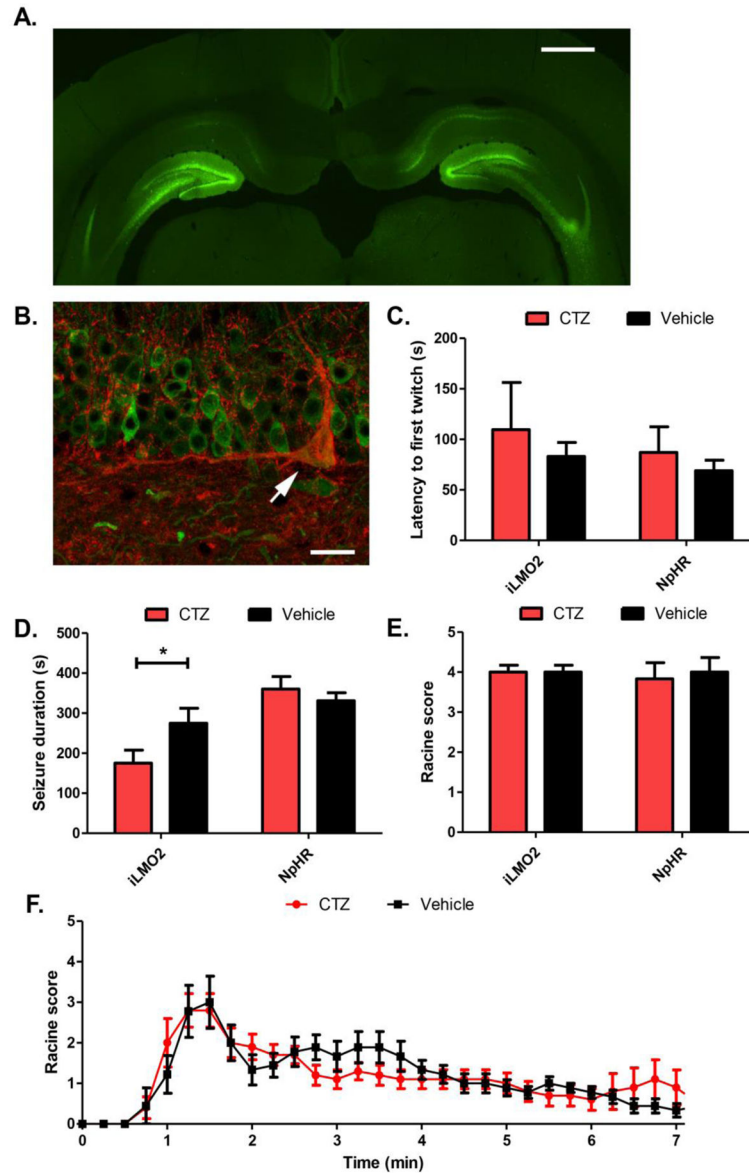 A.
B.
C.
CTZ Vehicle
Latency to first twitch (s)
200
150
100
50
0
iLMO2 NpHR
D.
CTZ Vehicle
Seizure duration (s)
500
400
300
200
100
0
*
iLMO2 NpHR
E.
CTZ Vehicle
Racine score
5
4
3
2
1
0
iLMO2 NpHR
F.
CTZ Vehicle
Racine score
5
4
3
2
1
0
0 1 2 3 4 5 6 7
Time (min)